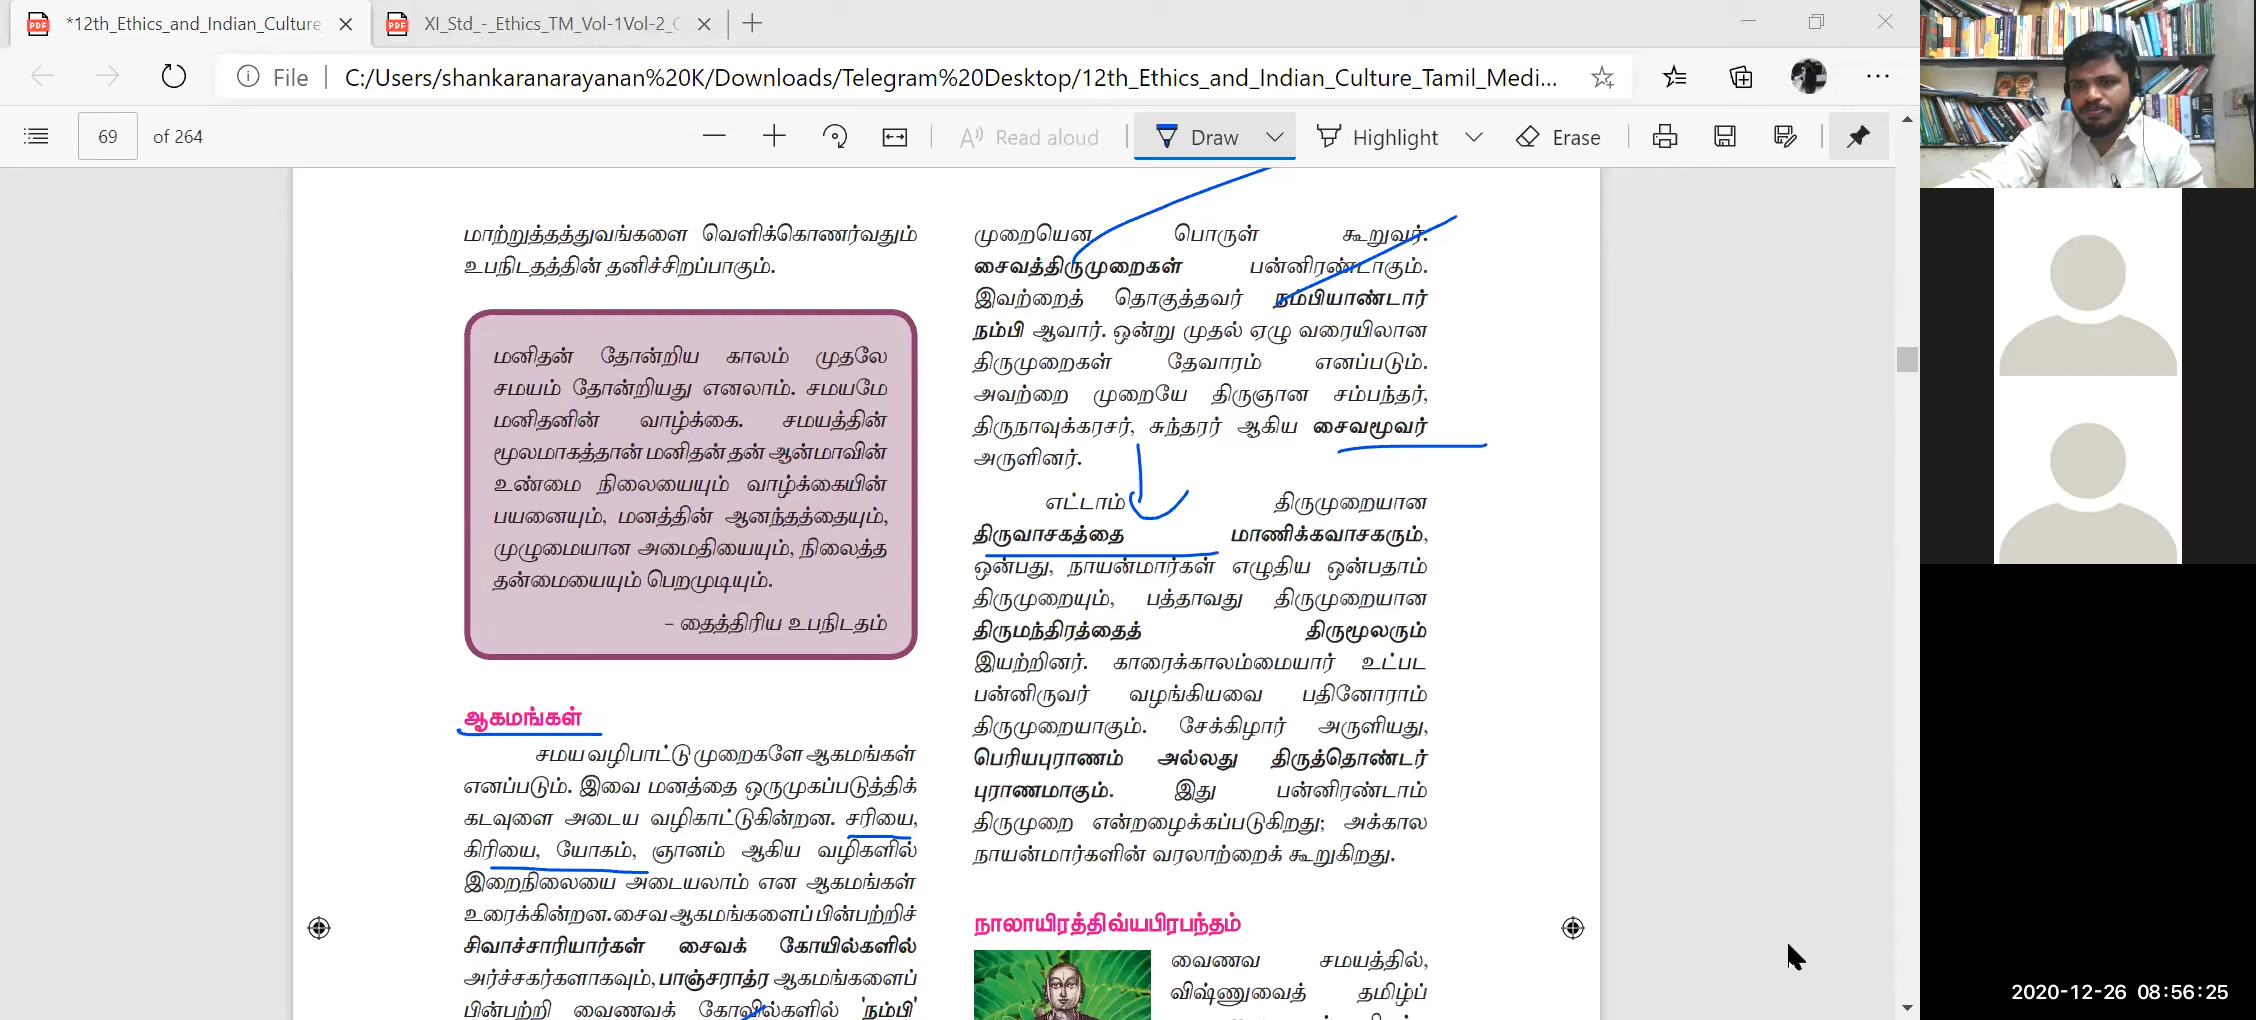 *12th_Ethics_and_Indian_Culture
XI_Std_-_Ethics_TM_Vol-1Vol-2_C
File
C:/Users/shankaranarayanan%20K/Downloads/Telegram%20Desktop/12th_Ethics_and_Indian_Culture_Tamil_Medi...
69 of 264
Read aloud
Draw
Highlight
Erase
மாற்றுத்தத்துவங்களை வெளிக்கொணர்வதும்
உபநிடதத்தின் தனிச்சிறப்பாகும்.
மனிதன் தோன்றிய காலம் முதலே
சமயம் தோன்றியது எனலாம். சமயமே
மனிதனின் வாழ்க்கை. சமயத்தின்
மூலமாகத்தான் மனிதன் தன் ஆன்மாவின்
உண்மை நிலையையும் வாழ்க்கையின்
பயனையும், மனத்தின் ஆனந்தத்தையும்,
முழுமையான அமைதியையும், நிலைத்த
தன்மையையும் பெறமுடியும்.
– தைத்திரிய உபநிடதம்
ஆகமங்கள்
சமய வழிபாட்டு முறைகளே ஆகமங்கள்
எனப்படும். இவை மனத்தை ஒருமுகப்படுத்திக்
கடவுளை அடைய வழிகாட்டுகின்றன. சரியை,
கிரியை, யோகம், ஞானம் ஆகிய வழிகளில்
இறைநிலையை அடையலாம் என ஆகமங்கள்
உரைக்கின்றன. சைவ ஆகமங்களைப் பின்பற்றிச்
சிவாச்சாரியார்கள் சைவக் கோயில்களில்
அர்ச்சகர்களாகவும், பாஞ்சராத்ர ஆகமங்களைப்
பின்பற்றி வைணவக் கோவில்களில் 'நம்பி'
முறையென பொருள் கூறுவர்.
சைவத்திருமுறைகள் பன்னிரண்டாகும்.
இவற்றைத் தொகுத்தவர் நம்பியாண்டார்
நம்பி ஆவார். ஒன்று முதல் ஏழு வரையிலான
திருமுறைகள் தேவாரம் எனப்படும்.
அவற்றை முறையே திருஞான சம்பந்தர்,
திருநாவுக்கரசர், சுந்தரர் ஆகிய சைவமூவர்
அருளினர்.
எட்டாம் திருமுறையான
திருவாசகத்தை மாணிக்கவாசகரும்,
ஒன்பது, நாயன்மார்கள் எழுதிய ஒன்பதாம்
திருமுறையும், பத்தாவது திருமுறையான
திருமந்திரத்தைத் திருமூலரும்
இயற்றினர். காரைக்காலம்மையார் உட்பட
பன்னிருவர் வழங்கியவை பதினோராம்
திருமுறையாகும். சேக்கிழார் அருளியது,
பெரியபுராணம் அல்லது திருத்தொண்டர்
புராணமாகும். இது பன்னிரண்டாம்
திருமுறை என்றழைக்கப்படுகிறது; அக்கால
நாயன்மார்களின் வரலாற்றைக் கூறுகிறது.
நாலாயிரத்திவ்யபிரபந்தம்
வைணவ சமயத்தில்,
விஷ்ணுவைத் தமிழ்ப்
2020-12-26 08:56:25